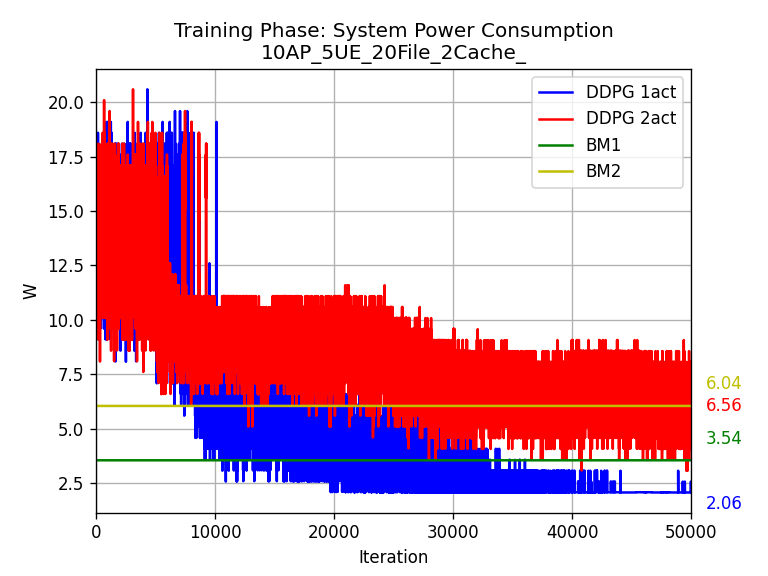 Training Phase: System Power Consumption
10AP_5UE_20File_2Cache_
DDPG 1act
DDPG 2act
BM1
BM2
W
20.0
17.5
15.0
12.5
10.0
7.5
5.0
2.5
6.04
6.56
3.54
2.06
0
10000
20000
30000
40000
50000
Iteration